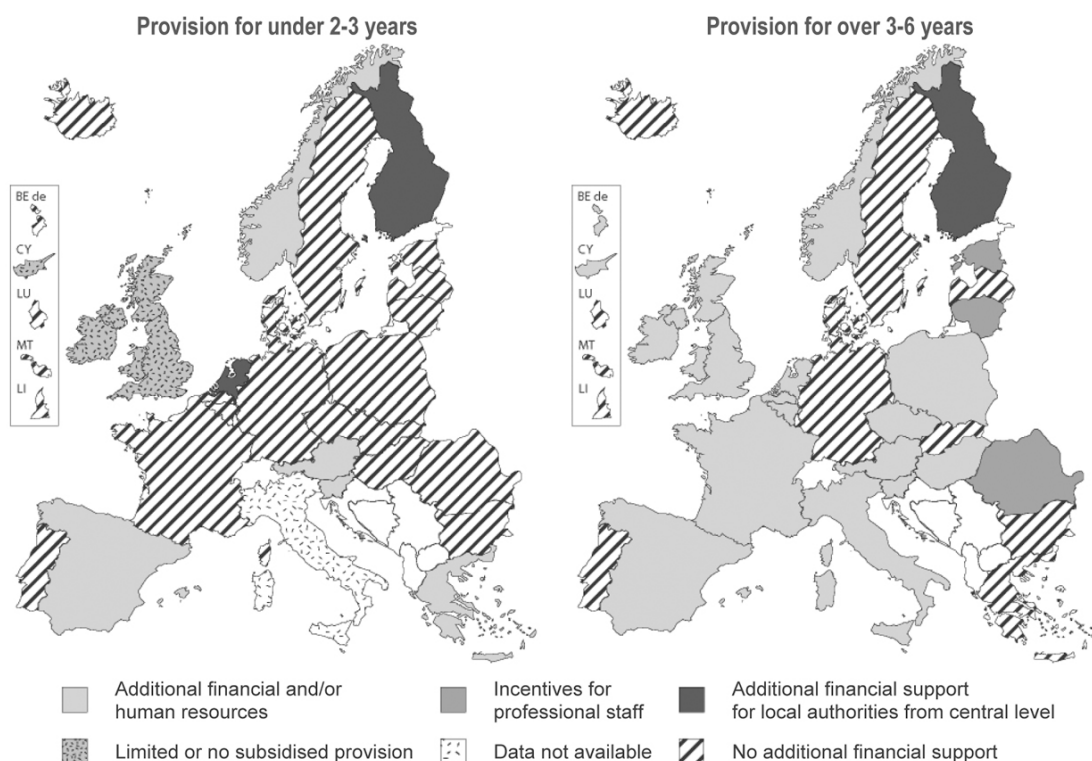 Provision for under 2-3 years
Provision for over 3-6 years
BE de
CY
LU
MT
LI
BE de
CY
LU
MT
LI
Additional financial and/or
human resources
Incentives for
professional staff
Additional financial support
for local authorities from central level
Limited or no subsidised provision
Data not available
No additional financial support